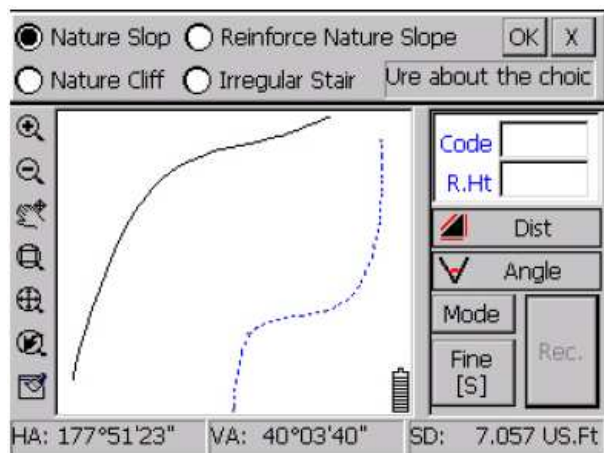 Nature Slop Reinforce Nature Slope OK X
Nature Cliff Irregular Stair Ure about the choic
Code
R.Ht
Dist
Angle
Mode
Fine [S]
Rec.
HA: 177°51'23" VA: 40°03'40" SD: 7.057 US.Ft